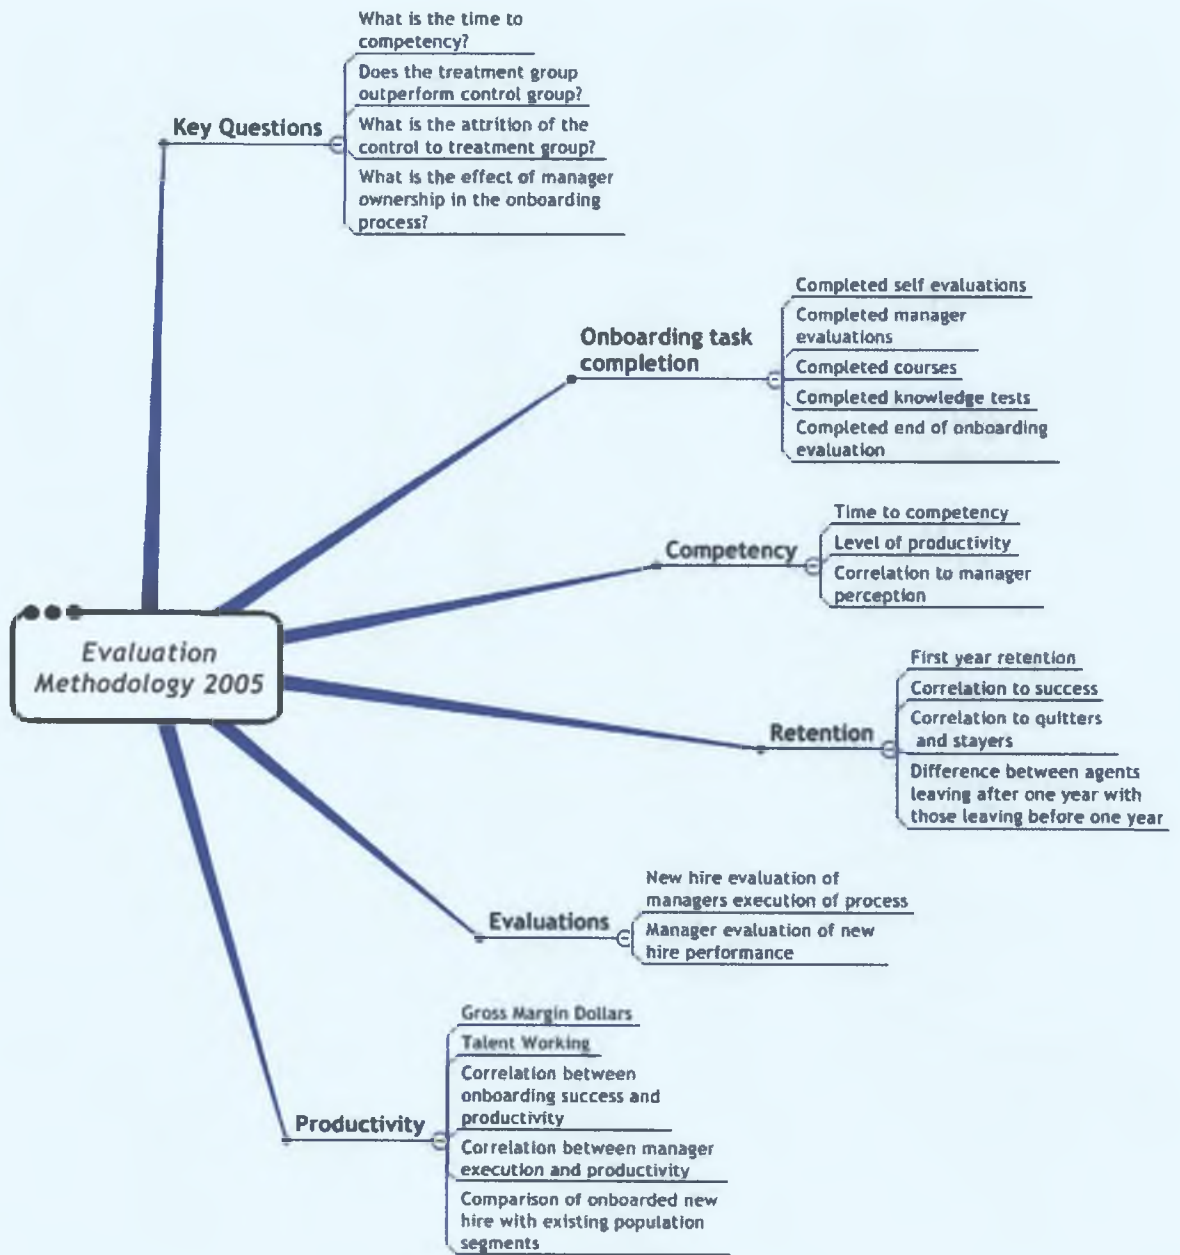 What is the time to
competency?
Does the treatment group
outperform control group?
Key Questions
What is the attrition of the
control to treatment group?
What is the effect of manager
ownership in the onboarding
process?
Completed self evaluations
Completed manager
evaluations
Onboarding task
completion
Completed courses
Completed knowledge tests
Completed end of onboarding
evaluation
Time to competency
Competency
Level of productivity
Correlation to manager
perception
Evaluation
Methodology 2005
First year retention
Correlation to success
Retention
Correlation to quitters
and stayers
Difference between agents
leaving after one year with
those leaving before one year
New hire evaluation of
managers execution of process
Evaluations
Manager evaluation of new
hire performance
Gross Margin Dollars
Talent Working
Correlation between
onboarding success and
productivity
Productivity
Correlation between manager
execution and productivity
Comparison of onboarded new
hire with existing population
segments